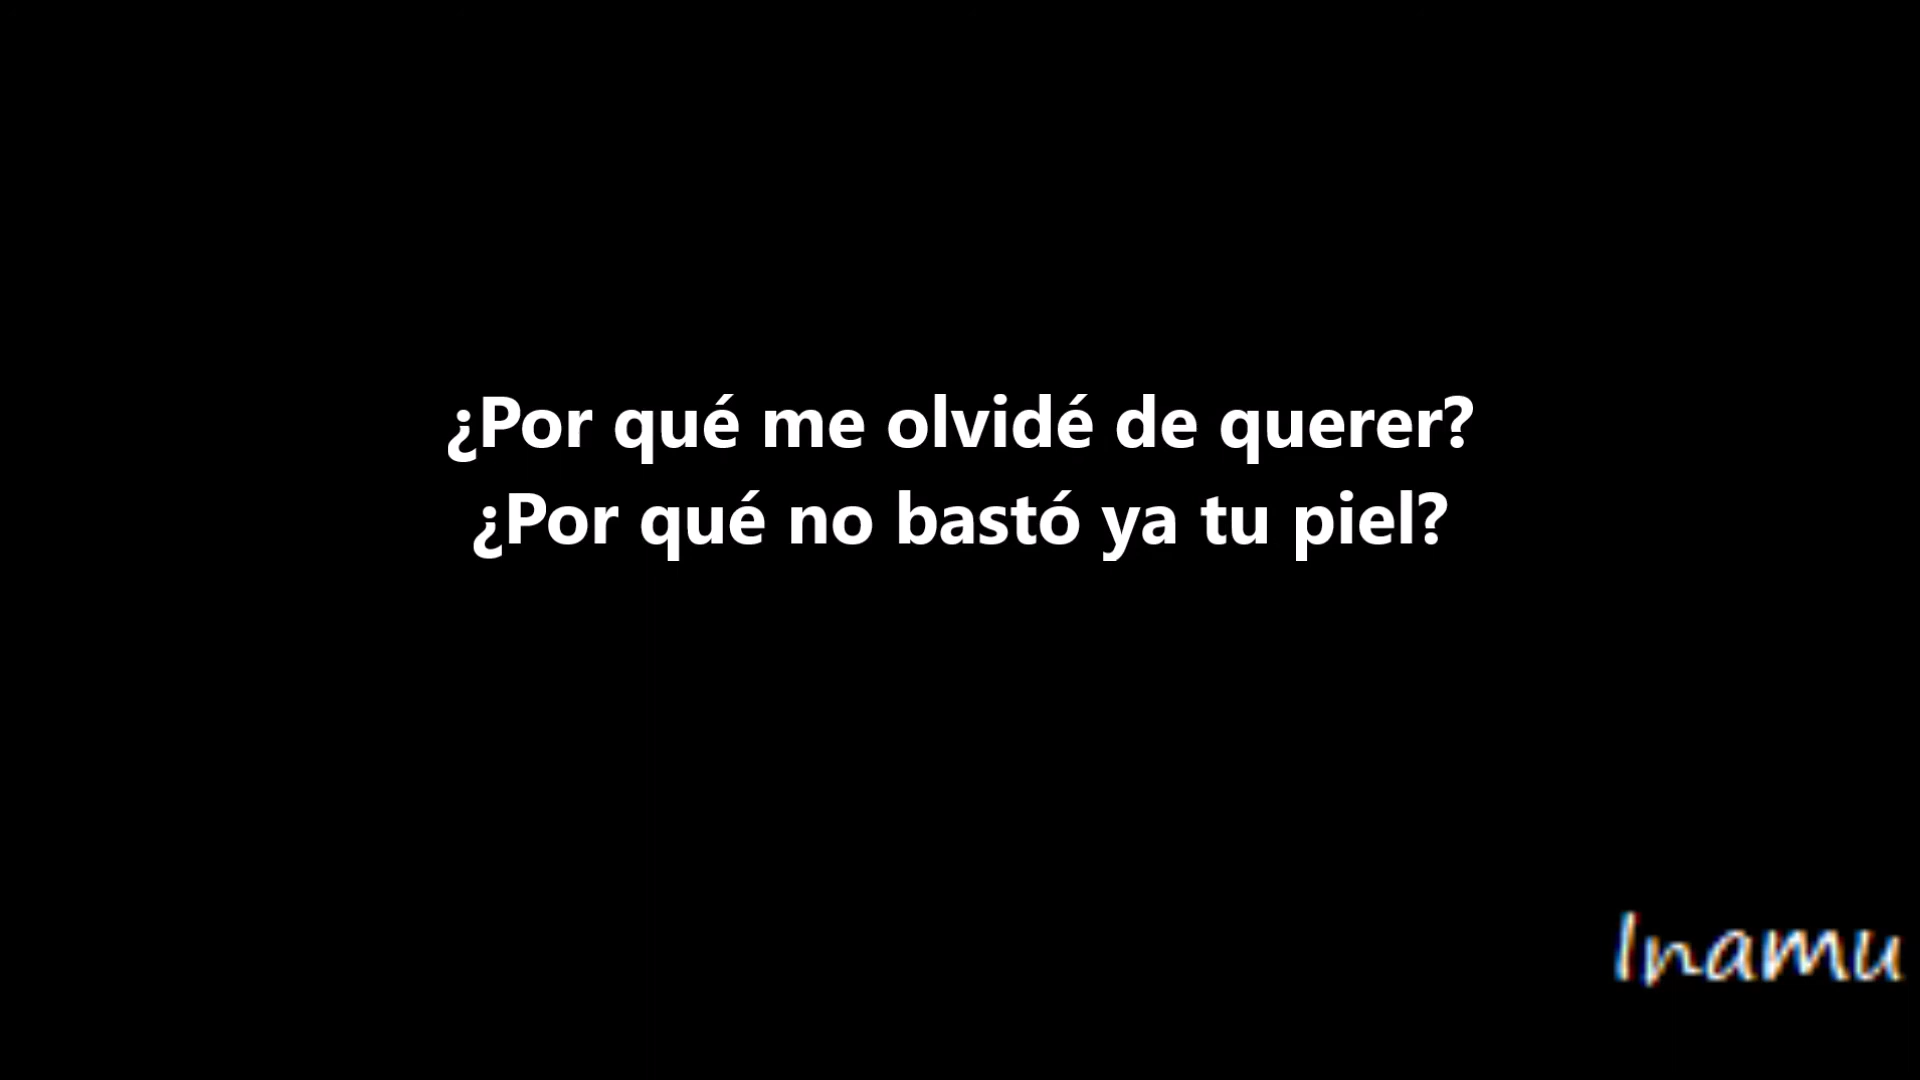 ¿Por qué me olvidé de querer?
¿Por qué no bastó ya tu piel?
Inamu